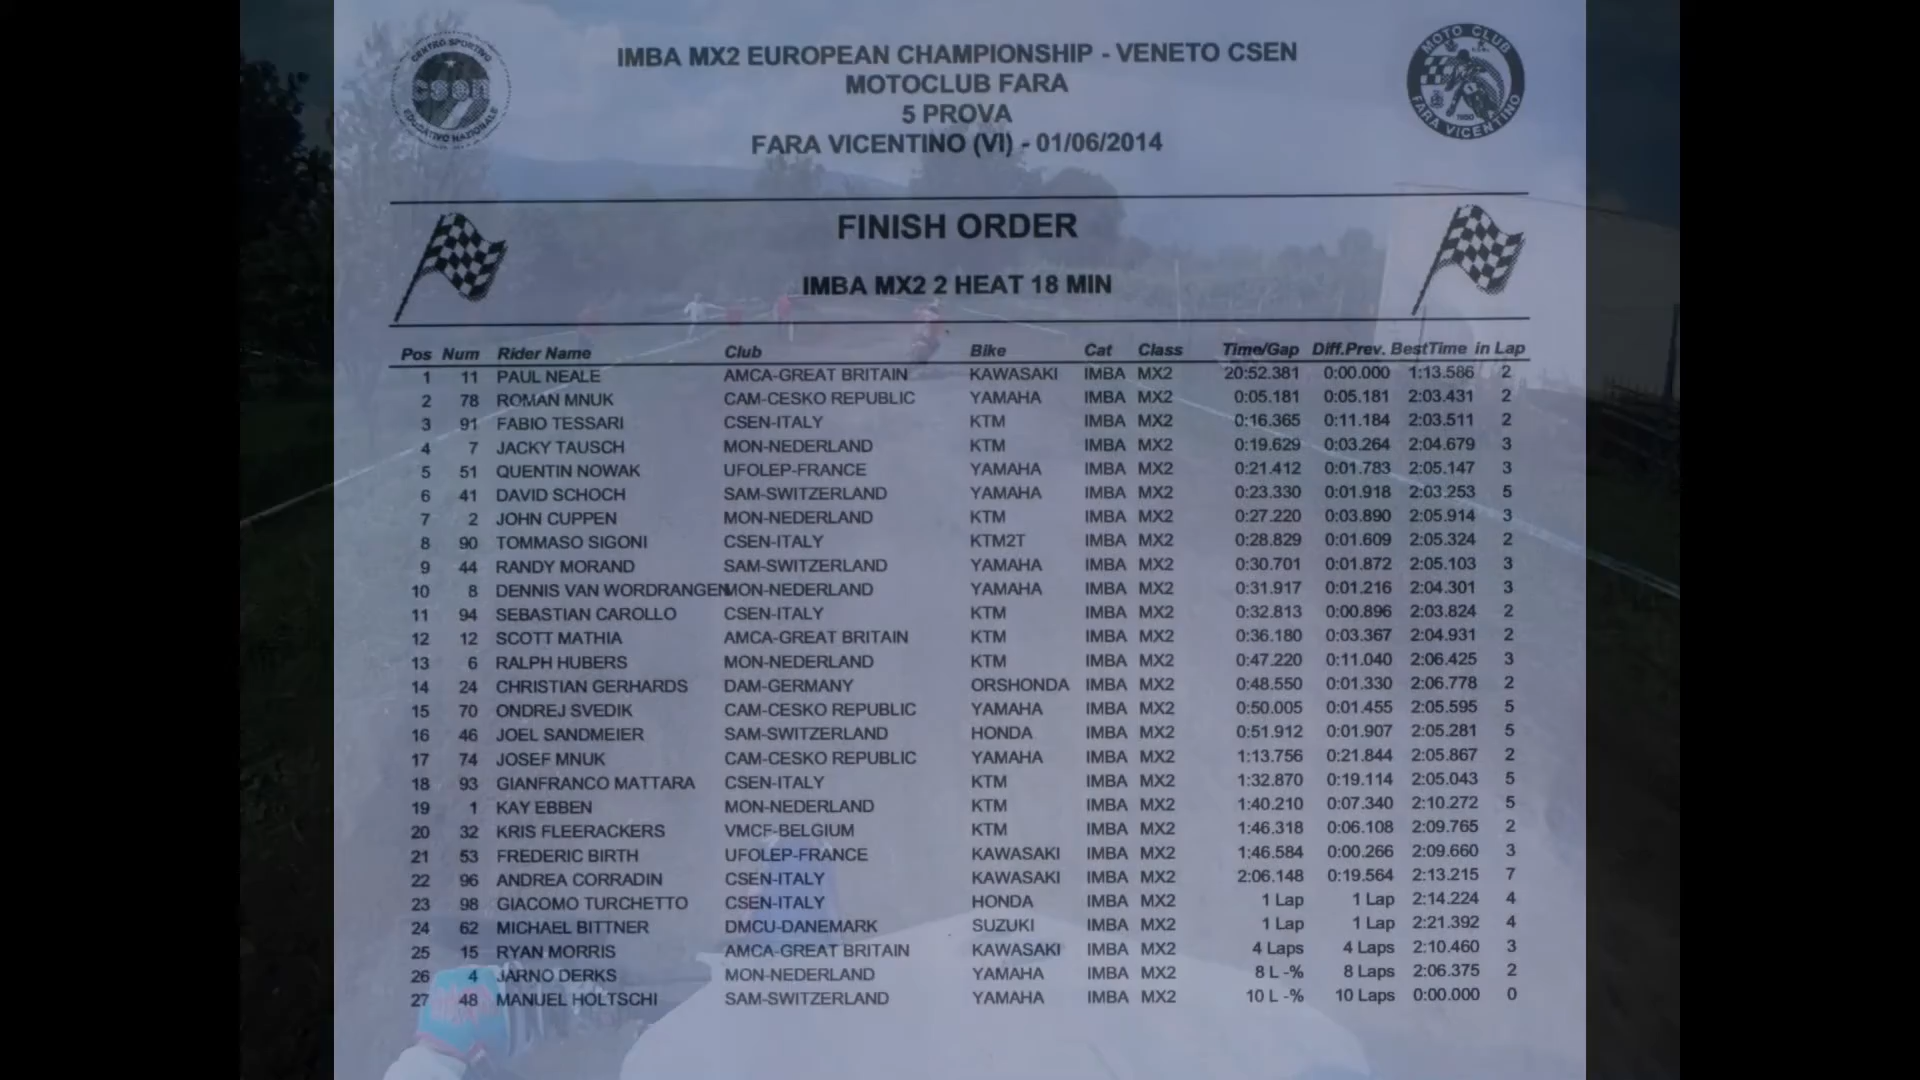 IMBA MX2 EUROPEAN CHAMPIONSHIP - VENETO CSEN
MOTOCLUB FARA
5 PROVA
FARA VICENTINO (VI) - 01/06/2014
CENTRO SPORTIVO
csen
EDUCATIVO NAZIONALE
MOTO CLUB
FARA VICENTINO
FINISH ORDER
IMBA MX2 2 HEAT 18 MIN
Pos Num Rider Name Club Bike Cat Class Time/Gap Diff.Prev. BestTime in Lap
1 11 PAUL NEALE AMCA-GREAT BRITAIN KAWASAKI IMBA MX2 20:52.381 0:00.000 1:13.586 2
2 78 ROMAN MNUK CAM-CESKO REPUBLIC YAMAHA IMBA MX2 0:05.181 0:05.181 2:03.431 2
3 91 FABIO TESSARI CSEN-ITALY KTM IMBA MX2 0:16.365 0:11.184 2:03.511 2
4 7 JACKY TAUSCH MON-NEDERLAND KTM IMBA MX2 0:19.629 0:03.264 2:04.679 3
5 51 QUENTIN NOWAK UFOLEP-FRANCE YAMAHA IMBA MX2 0:21.412 0:01.783 2:05.147 3
6 41 DAVID SCHOCH SAM-SWITZERLAND YAMAHA IMBA MX2 0:23.330 0:01.918 2:03.253 5
7 2 JOHN CUPPEN MON-NEDERLAND KTM IMBA MX2 0:27.220 0:03.890 2:05.914 3
8 90 TOMMASO SIGONI CSEN-ITALY KTM2T IMBA MX2 0:28.829 0:01.609 2:05.324 2
9 44 RANDY MORAND SAM-SWITZERLAND YAMAHA IMBA MX2 0:30.701 0:01.872 2:05.103 3
10 8 DENNIS VAN WORDRANGEN MON-NEDERLAND YAMAHA IMBA MX2 0:31.917 0:01.216 2:04.301 3
11 94 SEBASTIAN CAROLLO CSEN-ITALY KTM IMBA MX2 0:32.813 0:00.896 2:03.824 2
12 12 SCOTT MATHIA AMCA-GREAT BRITAIN KTM IMBA MX2 0:36.180 0:03.367 2:04.931 2
13 6 RALPH HUBERS MON-NEDERLAND KTM IMBA MX2 0:47.220 0:11.040 2:06.425 3
14 24 CHRISTIAN GERHARDS DAM-GERMANY ORSHONDA IMBA MX2 0:48.550 0:01.330 2:06.778 2
15 70 ONDREJ SVEDIK CAM-CESKO REPUBLIC YAMAHA IMBA MX2 0:50.005 0:01.455 2:05.595 5
16 46 JOEL SANDMEIER SAM-SWITZERLAND HONDA IMBA MX2 0:51.912 0:01.907 2:05.281 5
17 74 JOSEF MNUK CAM-CESKO REPUBLIC YAMAHA IMBA MX2 1:13.756 0:21.844 2:05.867 2
18 93 GIANFRANCO MATTARA CSEN-ITALY KTM IMBA MX2 1:32.870 0:19.114 2:05.043 5
19 1 KAY EBBEN MON-NEDERLAND KTM IMBA MX2 1:40.210 0:07.340 2:10.272 5
20 32 KRIS FLEERACKERS VMCF-BELGIUM KTM IMBA MX2 1:46.318 0:06.108 2:09.765 2
21 53 FREDERIC BIRTH UFOLEP-FRANCE KAWASAKI IMBA MX2 1:46.584 0:00.266 2:09.660 3
22 96 ANDREA CORRADIN CSEN-ITALY KAWASAKI IMBA MX2 2:06.148 0:19.564 2:13.215 7
23 98 GIACOMO TURCHETTO CSEN-ITALY HONDA IMBA MX2 1 Lap 1 Lap 2:14.224 4
24 62 MICHAEL BITTNER DMCU-DANEMARK SUZUKI IMBA MX2 1 Lap 1 Lap 2:21.392 4
25 15 RYAN MORRIS AMCA-GREAT BRITAIN KAWASAKI IMBA MX2 4 Laps 4 Laps 2:10.460 3
26 4 JARNO DERKS MON-NEDERLAND YAMAHA IMBA MX2 8 L -% 8 Laps 2:06.375 2
27 48 MANUEL HOLTSCHI SAM-SWITZERLAND YAMAHA IMBA MX2 10 L -% 10 Laps 0:00.000 0